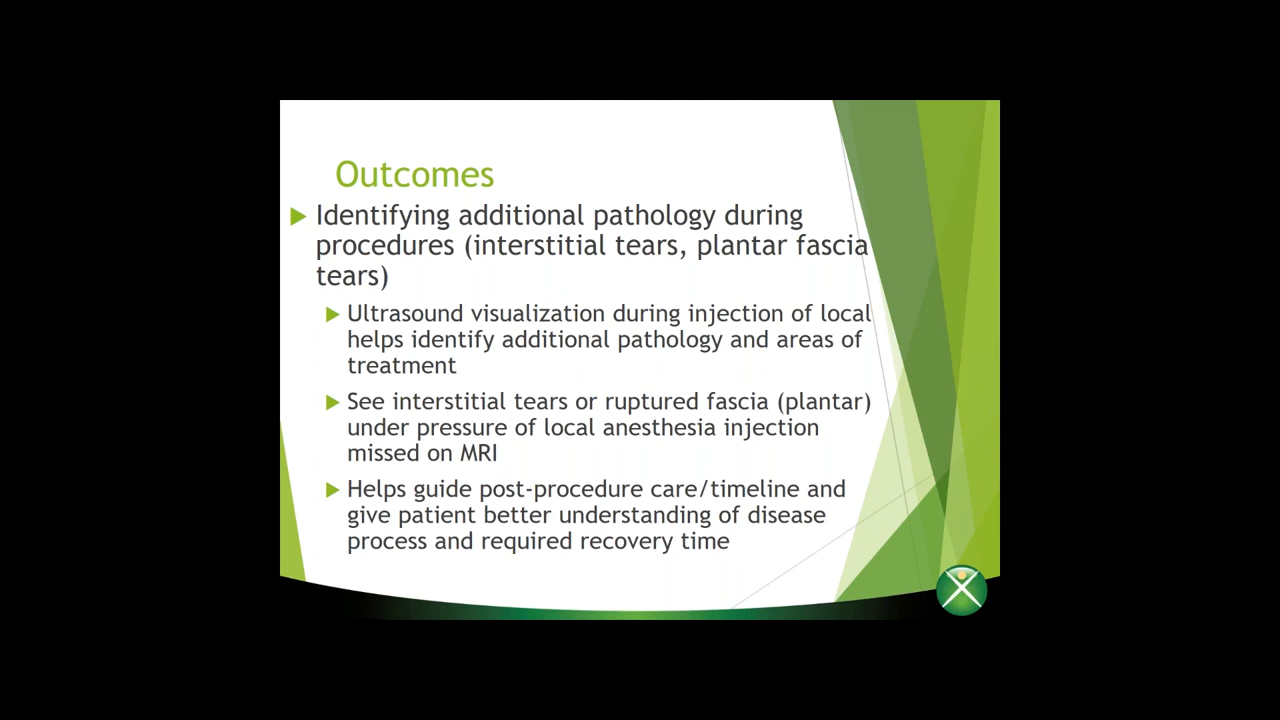 Outcomes
Identifying additional pathology during
procedures (interstitial tears, plantar fascia
tears)
Ultrasound visualization during injection of local
helps identify additional pathology and areas of
treatment
See interstitial tears or ruptured fascia (plantar)
under pressure of local anesthesia injection
missed on MRI
Helps guide post-procedure care/timeline and
give patient better understanding of disease
process and required recovery time